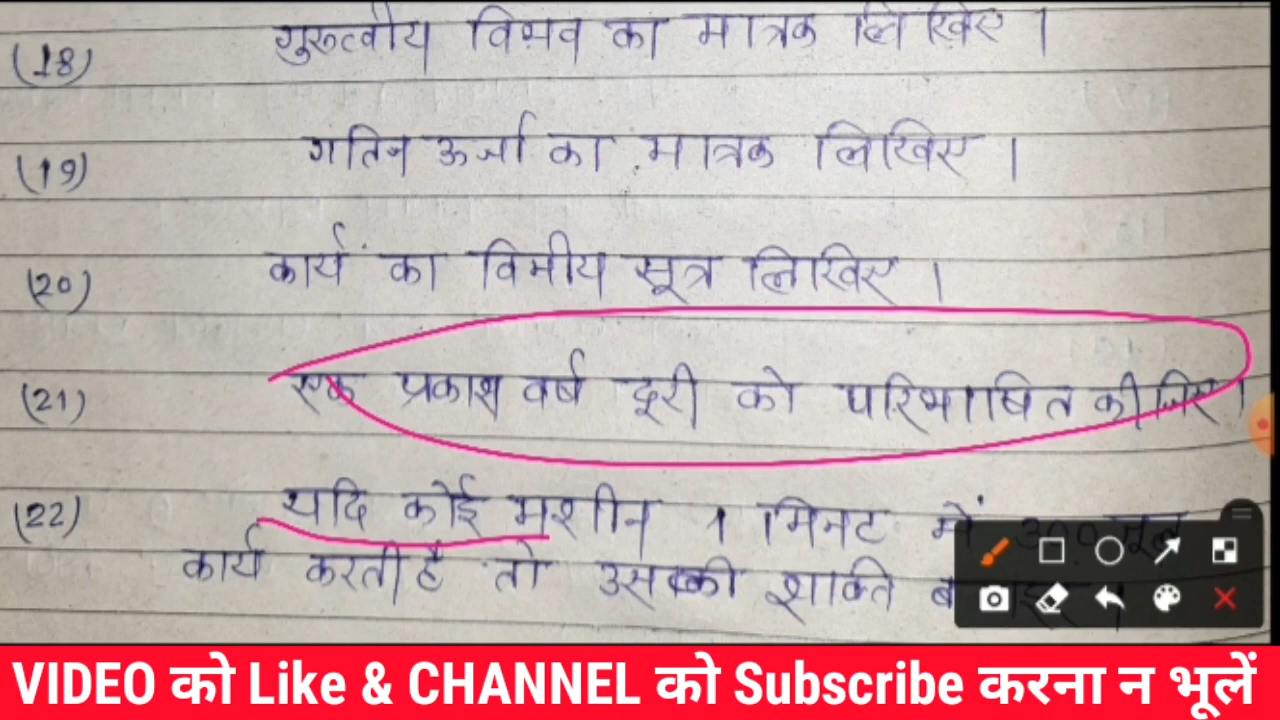 (18) गुरुत्वीय विभव का मात्रक लिखिए ।
(19) गतिज ऊर्जा का मात्रक लिखिए ।
(20) कार्य का विमीय सूत्र लिखिए ।
(21) एक प्रकाश वर्ष दूरी को परिभाषित कीजिए ।
(22) यदि कोई मशीन 1 मिनट में 300 जूल
कार्य करती है तो उसकी शक्ति
VIDEO को Like & CHANNEL को Subscribe करना न भूलें